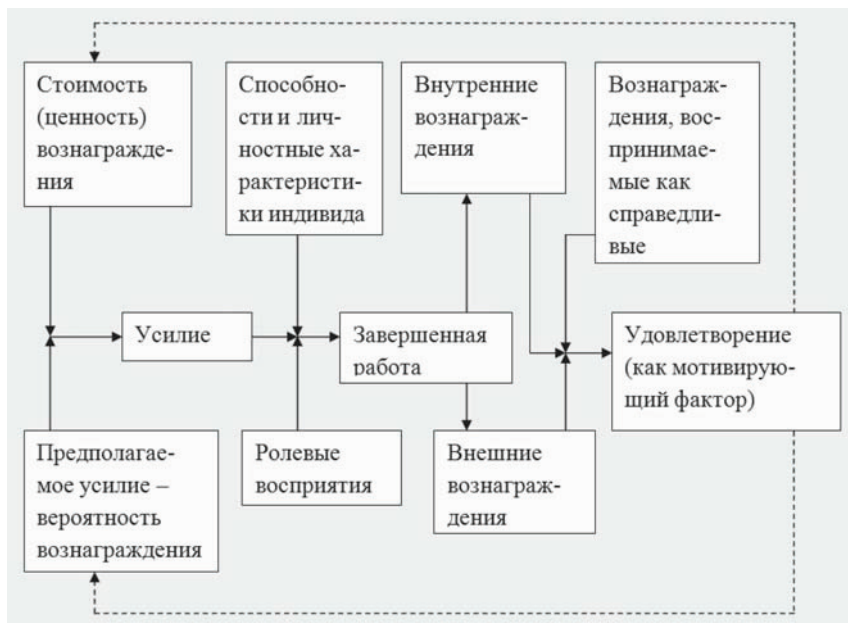 Стоимость
(ценность)
вознагражде-
ния
Способно-
сти и лич-
ностные ха-
рактеристи-
ки индивида
Внутренние
вознаграж-
дения
Вознаграж-
дения, вос-
принимае-
мые как
справедли-
вые
Усилие
Завершенная
работа
Удовлетворение
(как мотивирую-
щий фактор)
Предполагае-
мое усилие –
вероятность
вознаграждения
Ролевые
восприятия
Внешние
вознаграж-
дения